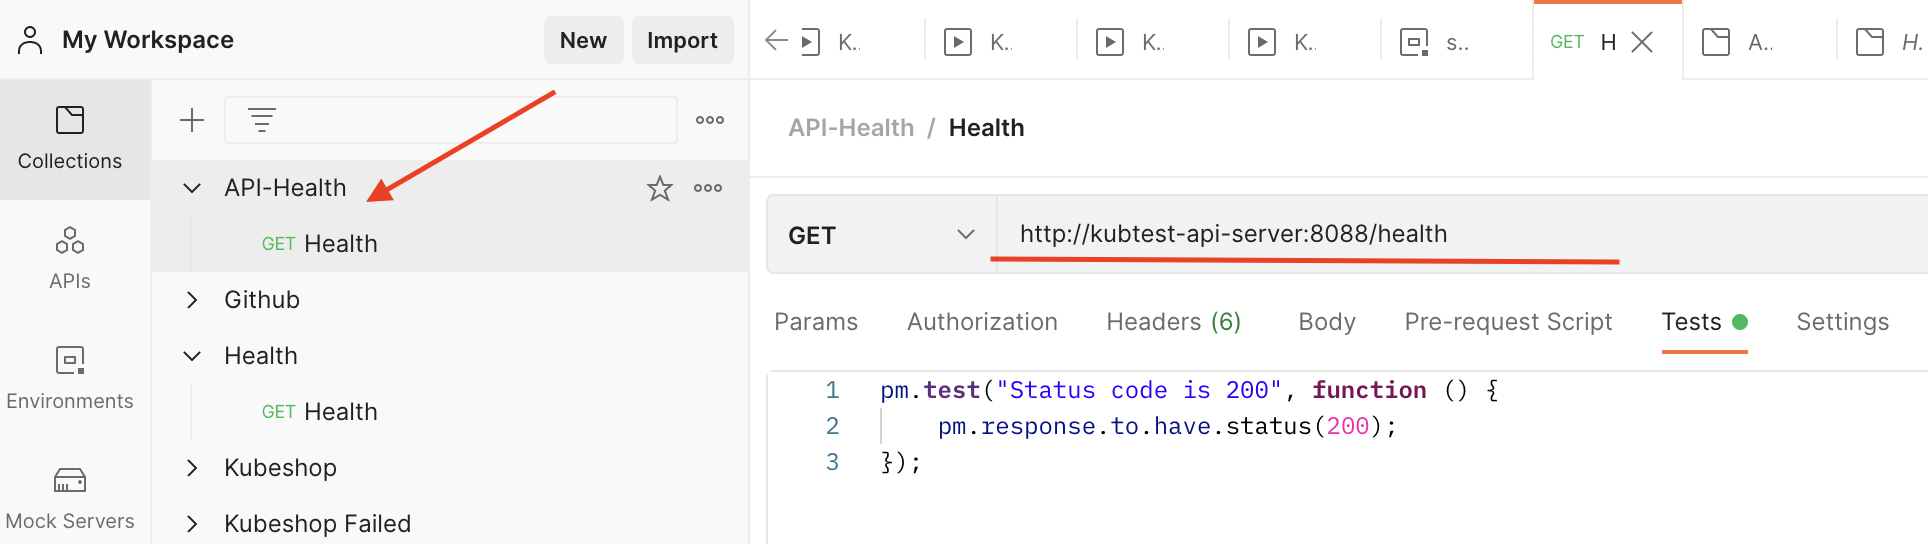 My Workspace
New
Import
K..
K..
K..
K..
s..
GET H
A..
H.
Collections
APIs
Environments
Mock Servers
API-Health
GET Health
Github
Health
GET Health
Kubeshop
Kubeshop Failed
API-Health / Health
GET
http://kubtest-api-server:8088/health
Params Authorization Headers (6) Body Pre-request Script Tests Settings
1 pm.test("Status code is 200", function () {
2 pm.response.to.have.status(200);
3 });